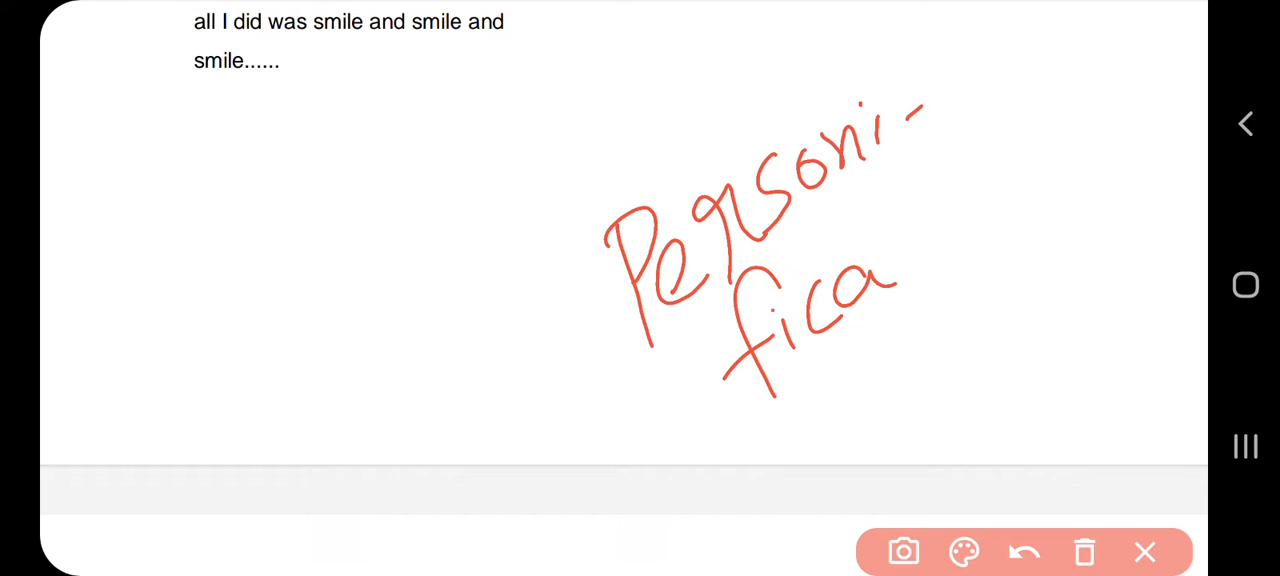 all I did was smile and smile and
smile......
Personi-
fica